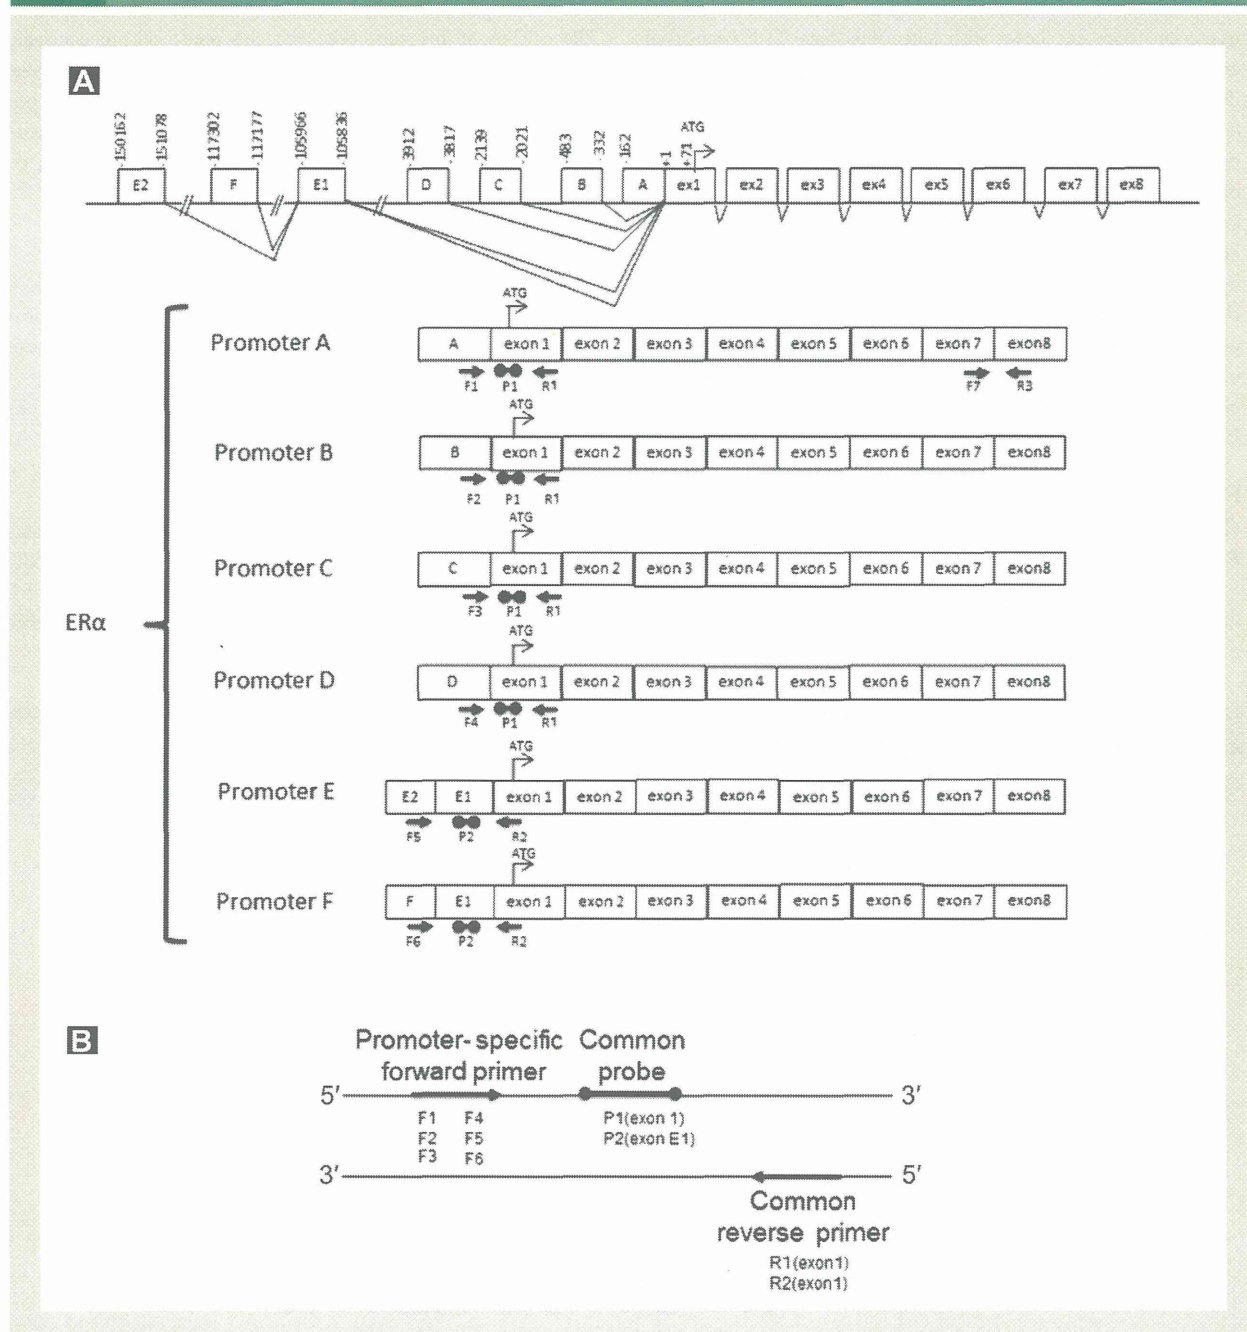 A
-150162
-151078
-117302
-117177
-105966
-105836
-3912
-3817
-2139
-2021
-483
-332
-162
+1
+71
ATG
E2 F E1 D C B A ex1 ex2 ex3 ex4 ex5 ex6 ex7 ex8
ATG
Promoter A A exon 1 exon 2 exon 3 exon 4 exon 5 exon 6 exon 7 exon8
F1 P1 R1 F7 R3
ATG
Promoter B B exon 1 exon 2 exon 3 exon 4 exon 5 exon 6 exon 7 exon8
F2 P1 R1
ATG
Promoter C C exon 1 exon 2 exon 3 exon 4 exon 5 exon 6 exon 7 exon8
F3 P1 R1
ERα
ATG
Promoter D D exon 1 exon 2 exon 3 exon 4 exon 5 exon 6 exon 7 exon8
F4 P1 R1
ATG
Promoter E E2 E1 exon 1 exon 2 exon 3 exon 4 exon 5 exon 6 exon 7 exon8
F5 P2 R2
ATG
Promoter F F E1 exon 1 exon 2 exon 3 exon 4 exon 5 exon 6 exon 7 exon8
F6 P2 R2
B
Promoter-specific
forward primer
Common
probe
5′ 3′
F1 F4
F2 F5
F3 F6
P1(exon 1)
P2(exon E1)
3′ 5′
Common
reverse primer
R1(exon1)
R2(exon1)